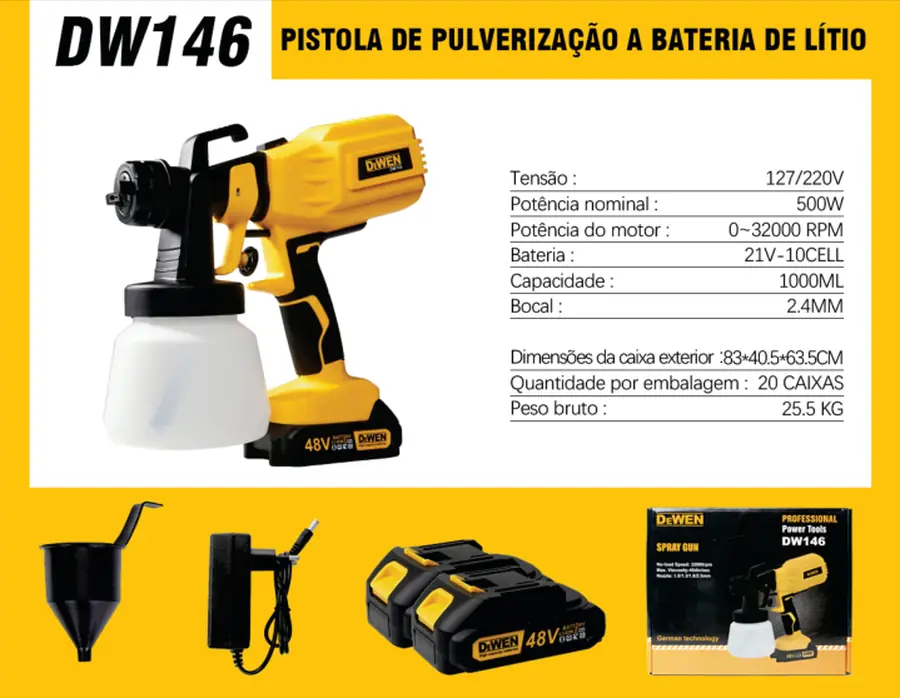 DW146
PISTOLA DE PULVERIZAÇÃO A BATERIA DE LÍTIO
DEWEN
Tensão : 127/220V
Potência nominal : 500W
Potência do motor : 0~32000 RPM
Bateria : 21V-10CELL
Capacidade : 1000ML
Bocal : 2.4MM
Dimensões da caixa exterior :83*40.5*63.5CM
Quantidade por embalagem : 20 CAIXAS
Peso bruto : 25.5 KG
48V DEWEN
DEWEN 48V
DEWEN
PROFESSIONAL
Power Tools
DW146
SPRAY GUN
German technology